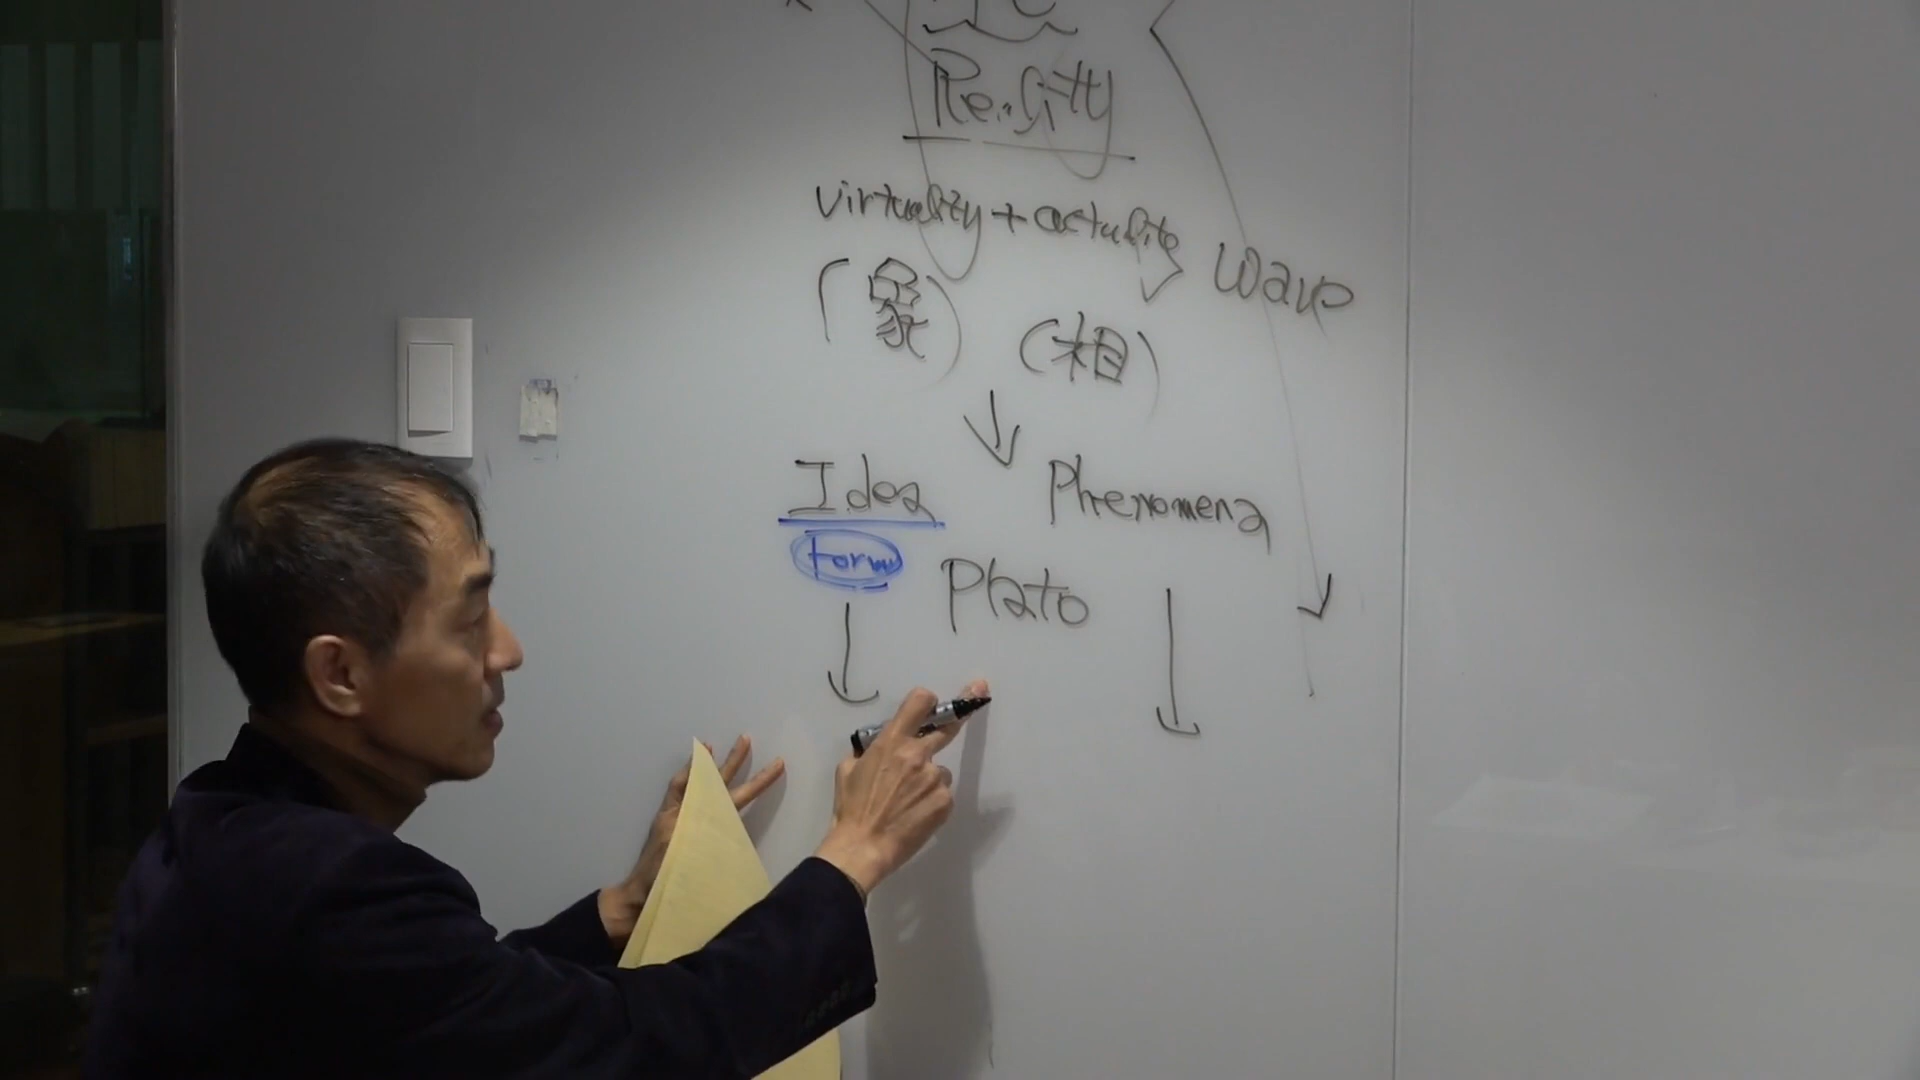 Reality
virtuality + actuality wave
(象) (相)
Idea Phenomena
form
Plato